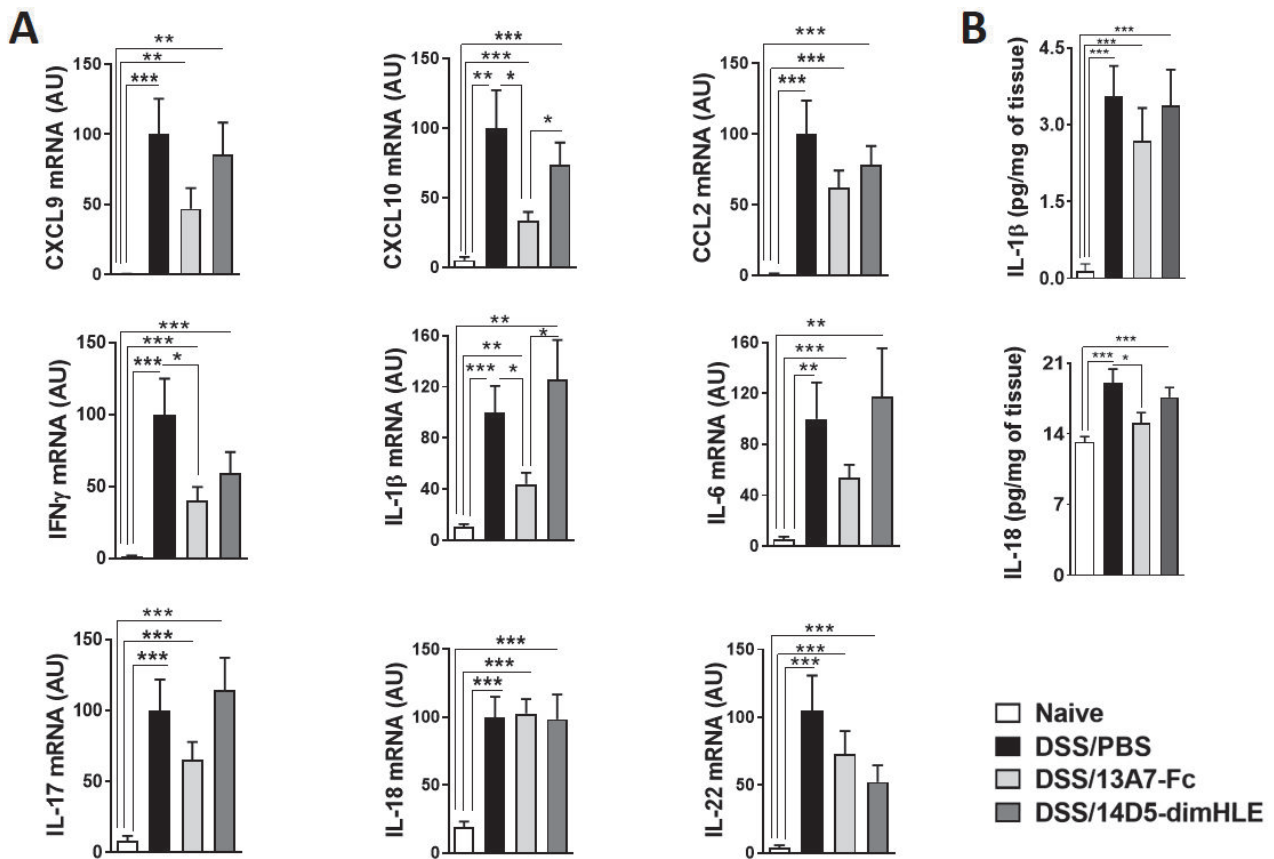 A
B
** ** ***
CXCL9 mRNA (AU)
150
100
50
0
*** *** ** * *
CXCL10 mRNA (AU)
150
100
50
0
*** *** ***
CCL2 mRNA (AU)
150
100
50
0
*** *** ***
IL-1β (pg/mg of tissue)
4.5
3.0
1.5
0.0
*** *** *** *
IFNγ mRNA (AU)
150
100
50
0
** ** *** * *
IL-1β mRNA (AU)
160
120
80
40
0
** *** **
IL-6 mRNA (AU)
160
120
80
40
0
*** *** *
IL-18 (pg/mg of tissue)
21
14
7
0
*** *** ***
IL-17 mRNA (AU)
150
100
50
0
*** *** ***
IL-18 mRNA (AU)
150
100
50
0
*** *** ***
IL-22 mRNA (AU)
150
100
50
0
Naive
DSS/PBS
DSS/13A7-Fc
DSS/14D5-dimHLE